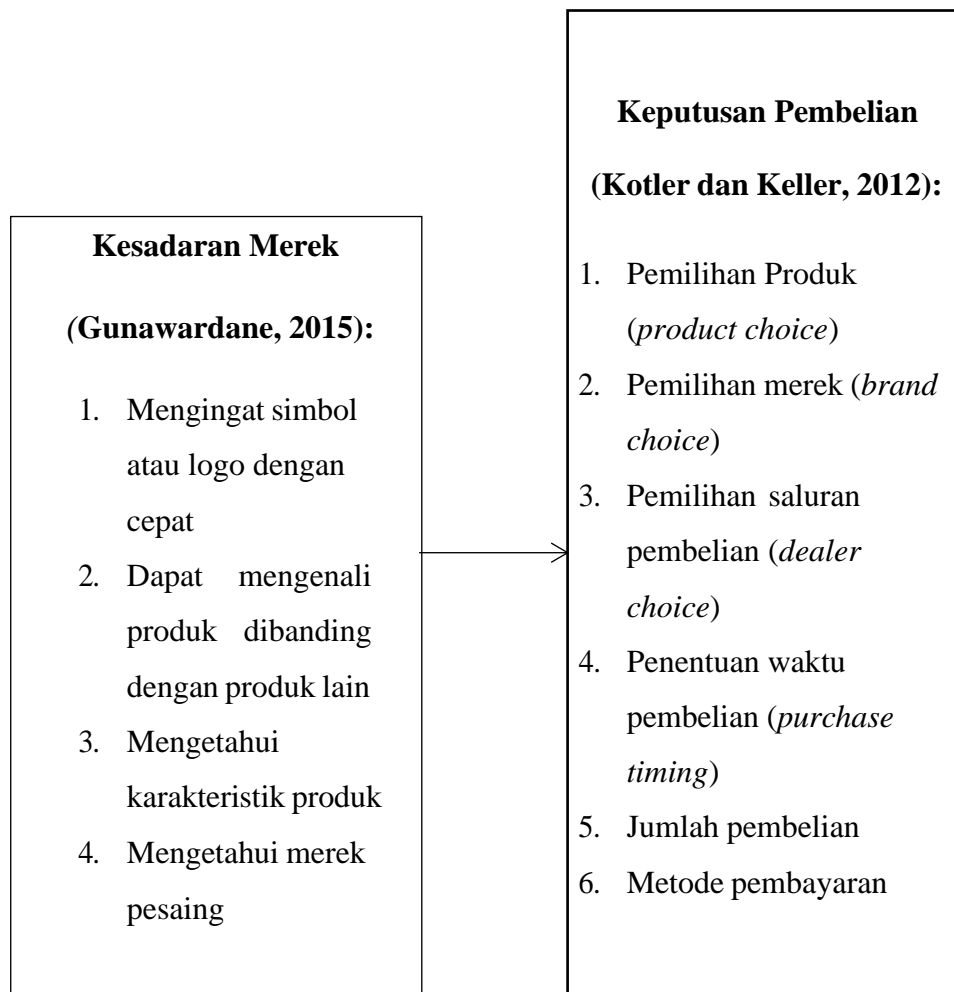 Kesadaran Merek
(Gunawardane, 2015):
1. Mengingat simbol
atau logo dengan
cepat
2. Dapat mengenali
produk dibanding
dengan produk lain
3. Mengetahui
karakteristik produk
4. Mengetahui merek
pesaing
Keputusan Pembelian
(Kotler dan Keller, 2012):
1. Pemilihan Produk
(product choice)
2. Pemilihan merek (brand
choice)
3. Pemilihan saluran
pembelian (dealer
choice)
4. Penentuan waktu
pembelian (purchase
timing)
5. Jumlah pembelian
6. Metode pembayaran